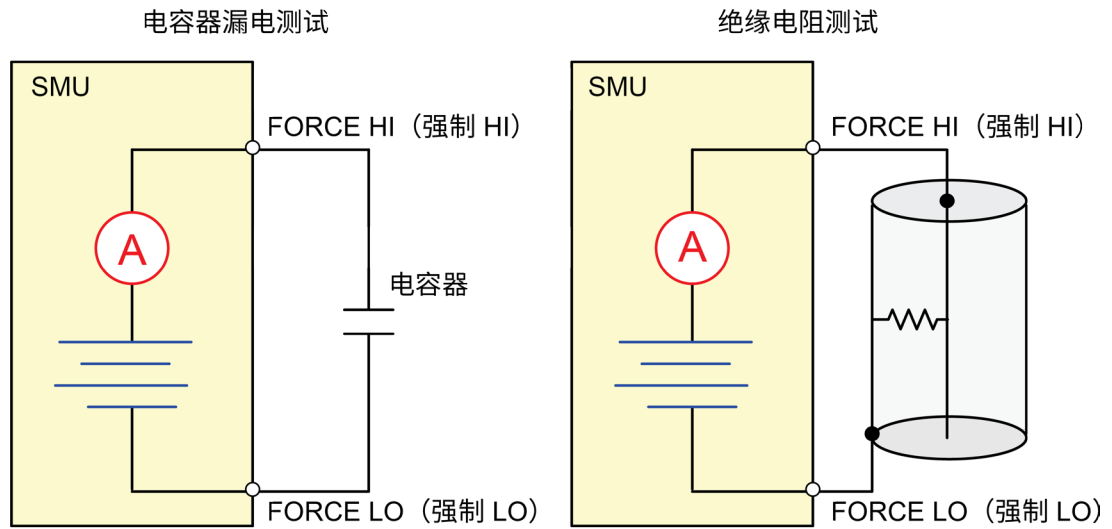 电容器漏电测试
SMU
FORCE HI（强制 HI）
A
电容器
FORCE LO（强制 LO）
绝缘电阻测试
SMU
FORCE HI（强制 HI）
A
FORCE LO（强制 LO）